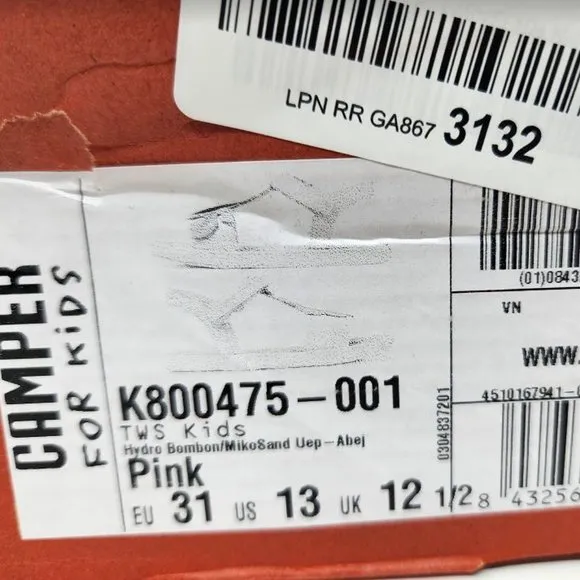 LPN RR GA867 3132
CAMPER
FOR KiDS
(01)0843
VN
WWW.
4510167941-0
0304837201
K800475-001
TWS Kids
Hydro Bombon/MikoSand Uep-Abej
Pink
EU 31 US 13 UK 12 1/2
8 43256